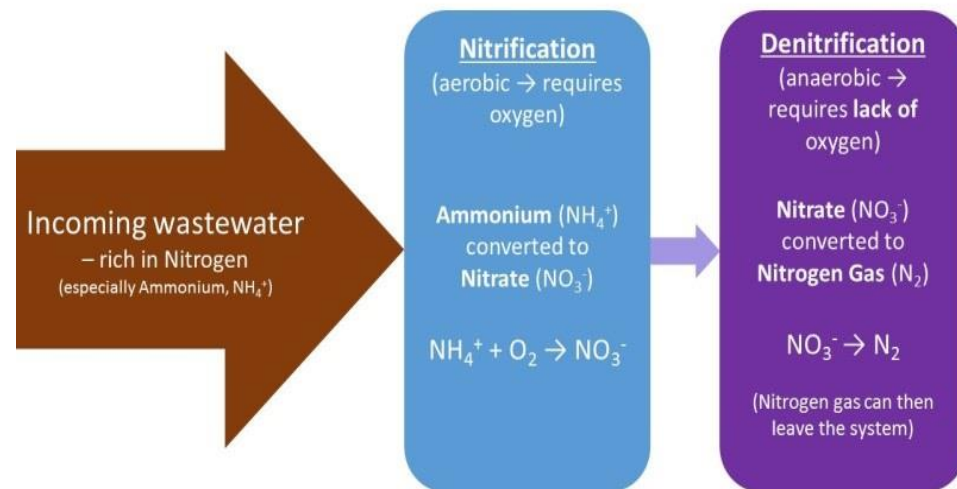 Incoming wastewater
– rich in Nitrogen
(especially Ammonium, NH₄⁺)
Nitrification
(aerobic → requires
oxygen)
Ammonium (NH₄⁺)
converted to
Nitrate (NO₃⁻)
NH₄⁺ + O₂ → NO₃⁻
Denitrification
(anaerobic →
requires lack of
oxygen)
Nitrate (NO₃⁻)
converted to
Nitrogen Gas (N₂)
NO₃⁻ → N₂
(Nitrogen gas can then
leave the system)